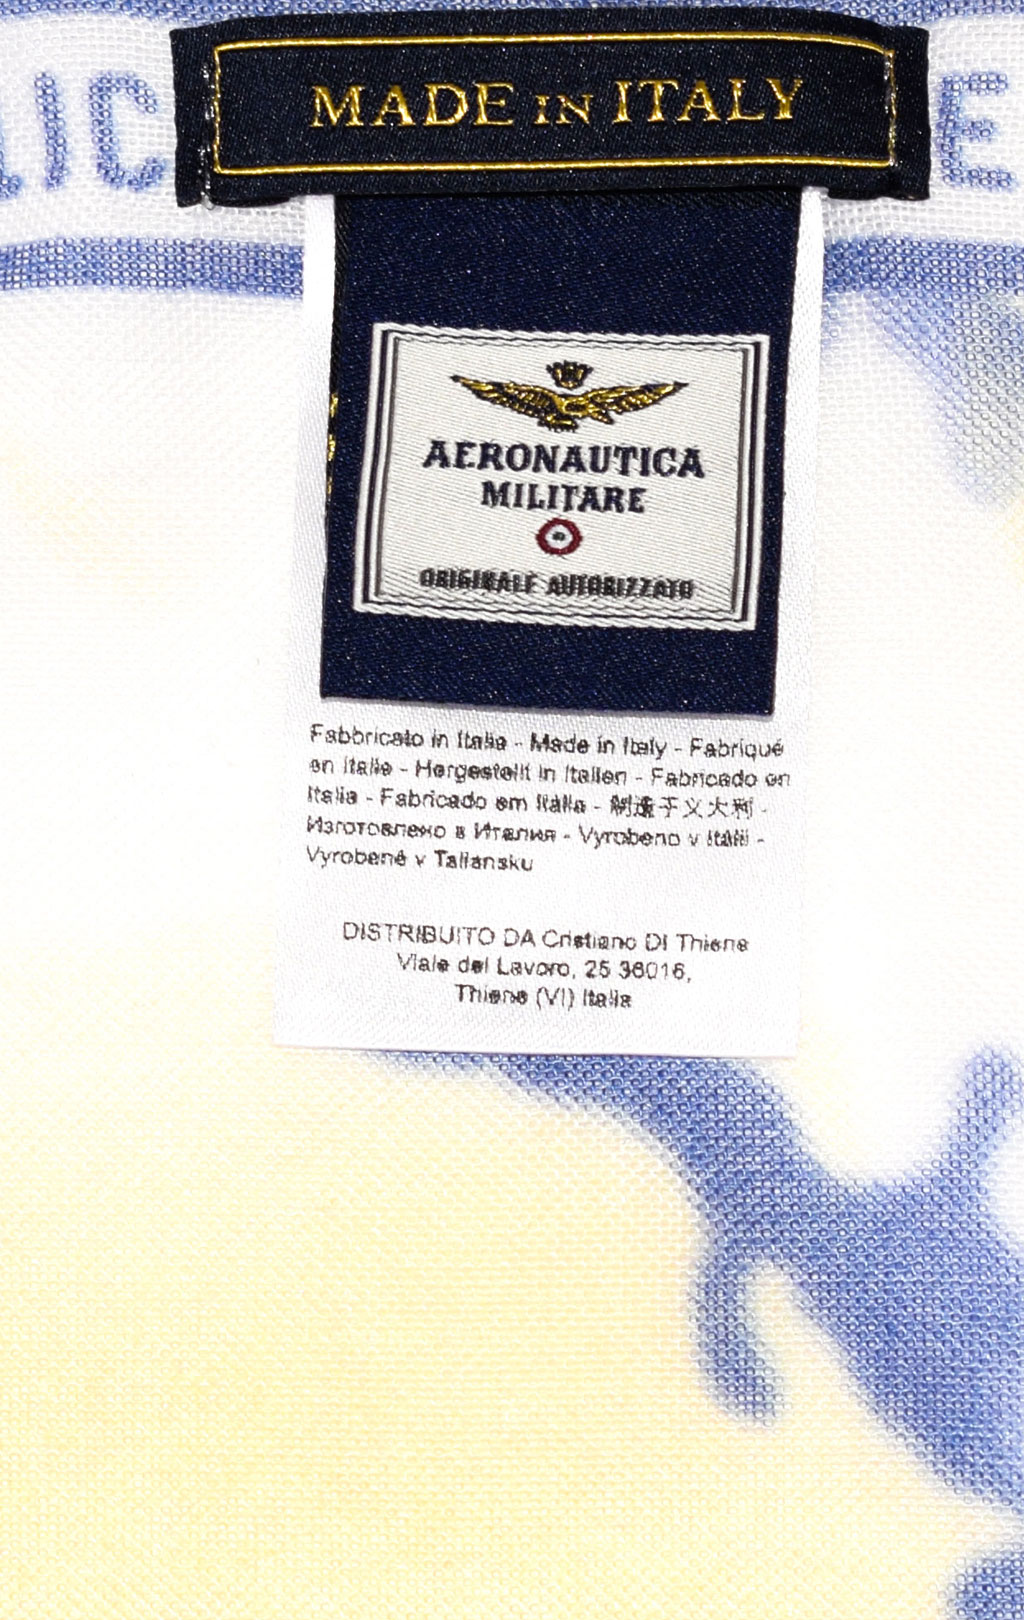 LIC
E
MADE IN ITALY
AERONAUTICA
MILITARE
ORIGINALE AUTORIZZATO
Fabbricato in Italia - Made in Italy - Fabriqué
en Italie - Hergestellt in Italien - Fabricado en
Italia - Fabricado em Itália - 制造于义大利 -
Изготовлено в Италия - Vyrobeno v Itálii -
Vyrobené v Taliansku
DISTRIBUITO DA Cristiano DI Thiene
Viale del Lavoro, 25 36016,
Thiene (VI) Italia